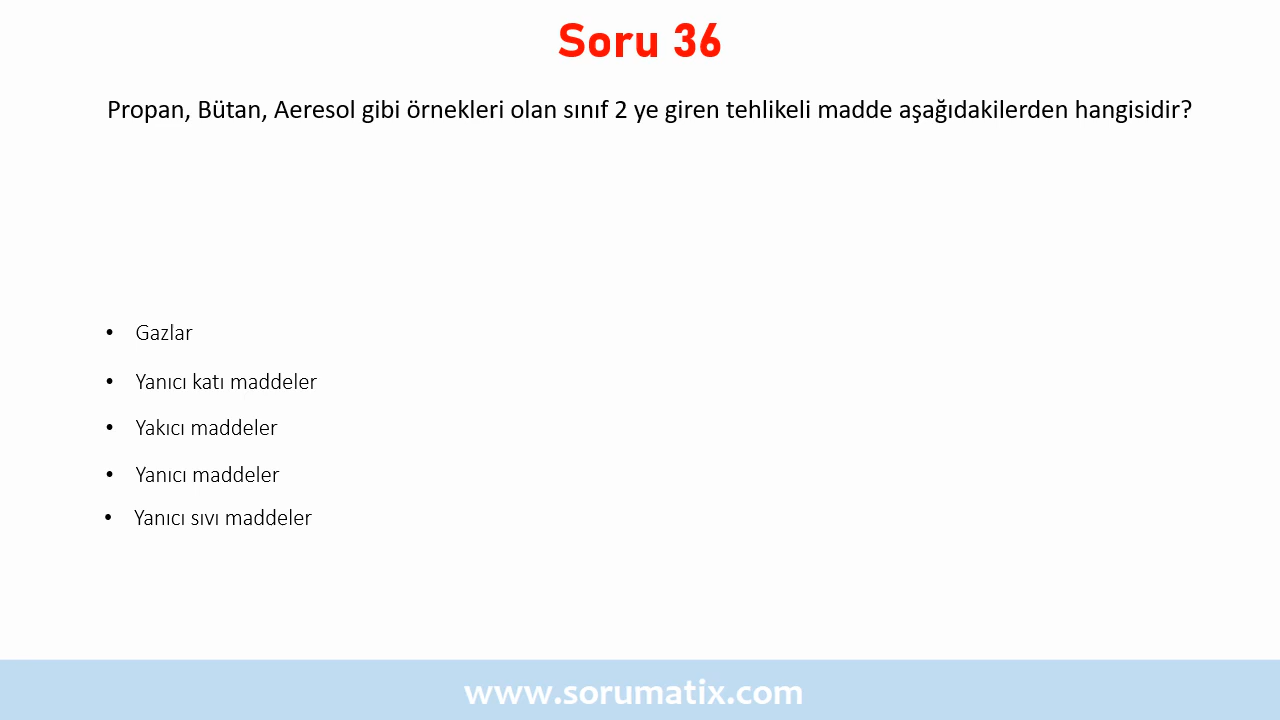 Soru 36
Propan, Bütan, Aeresol gibi örnekleri olan sınıf 2 ye giren tehlikeli madde aşağıdakilerden hangisidir?
• Gazlar
• Yanıcı katı maddeler
• Yakıcı maddeler
• Yanıcı maddeler
• Yanıcı sıvı maddeler
www.sorumatix.com